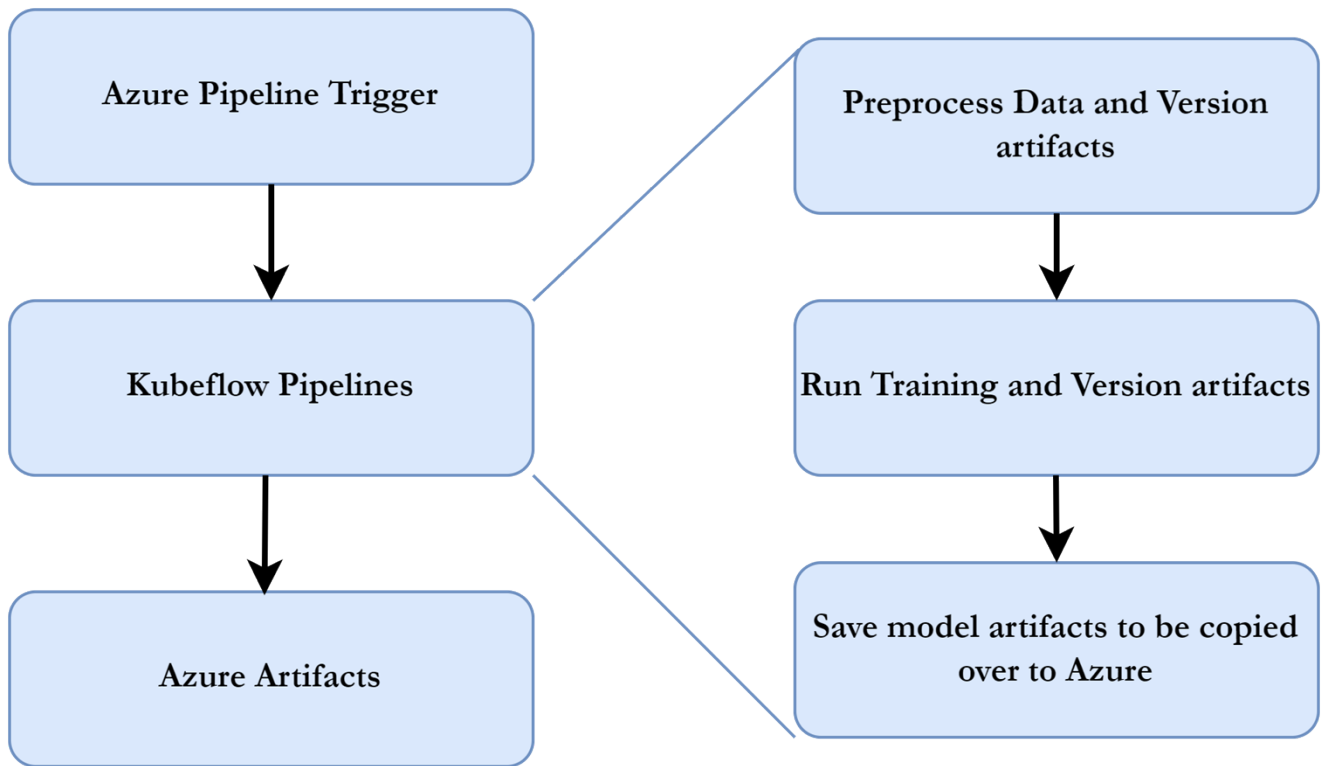 Azure Pipeline Trigger
Kubeflow Pipelines
Azure Artifacts
Preprocess Data and Version
artifacts
Run Training and Version artifacts
Save model artifacts to be copied
over to Azure